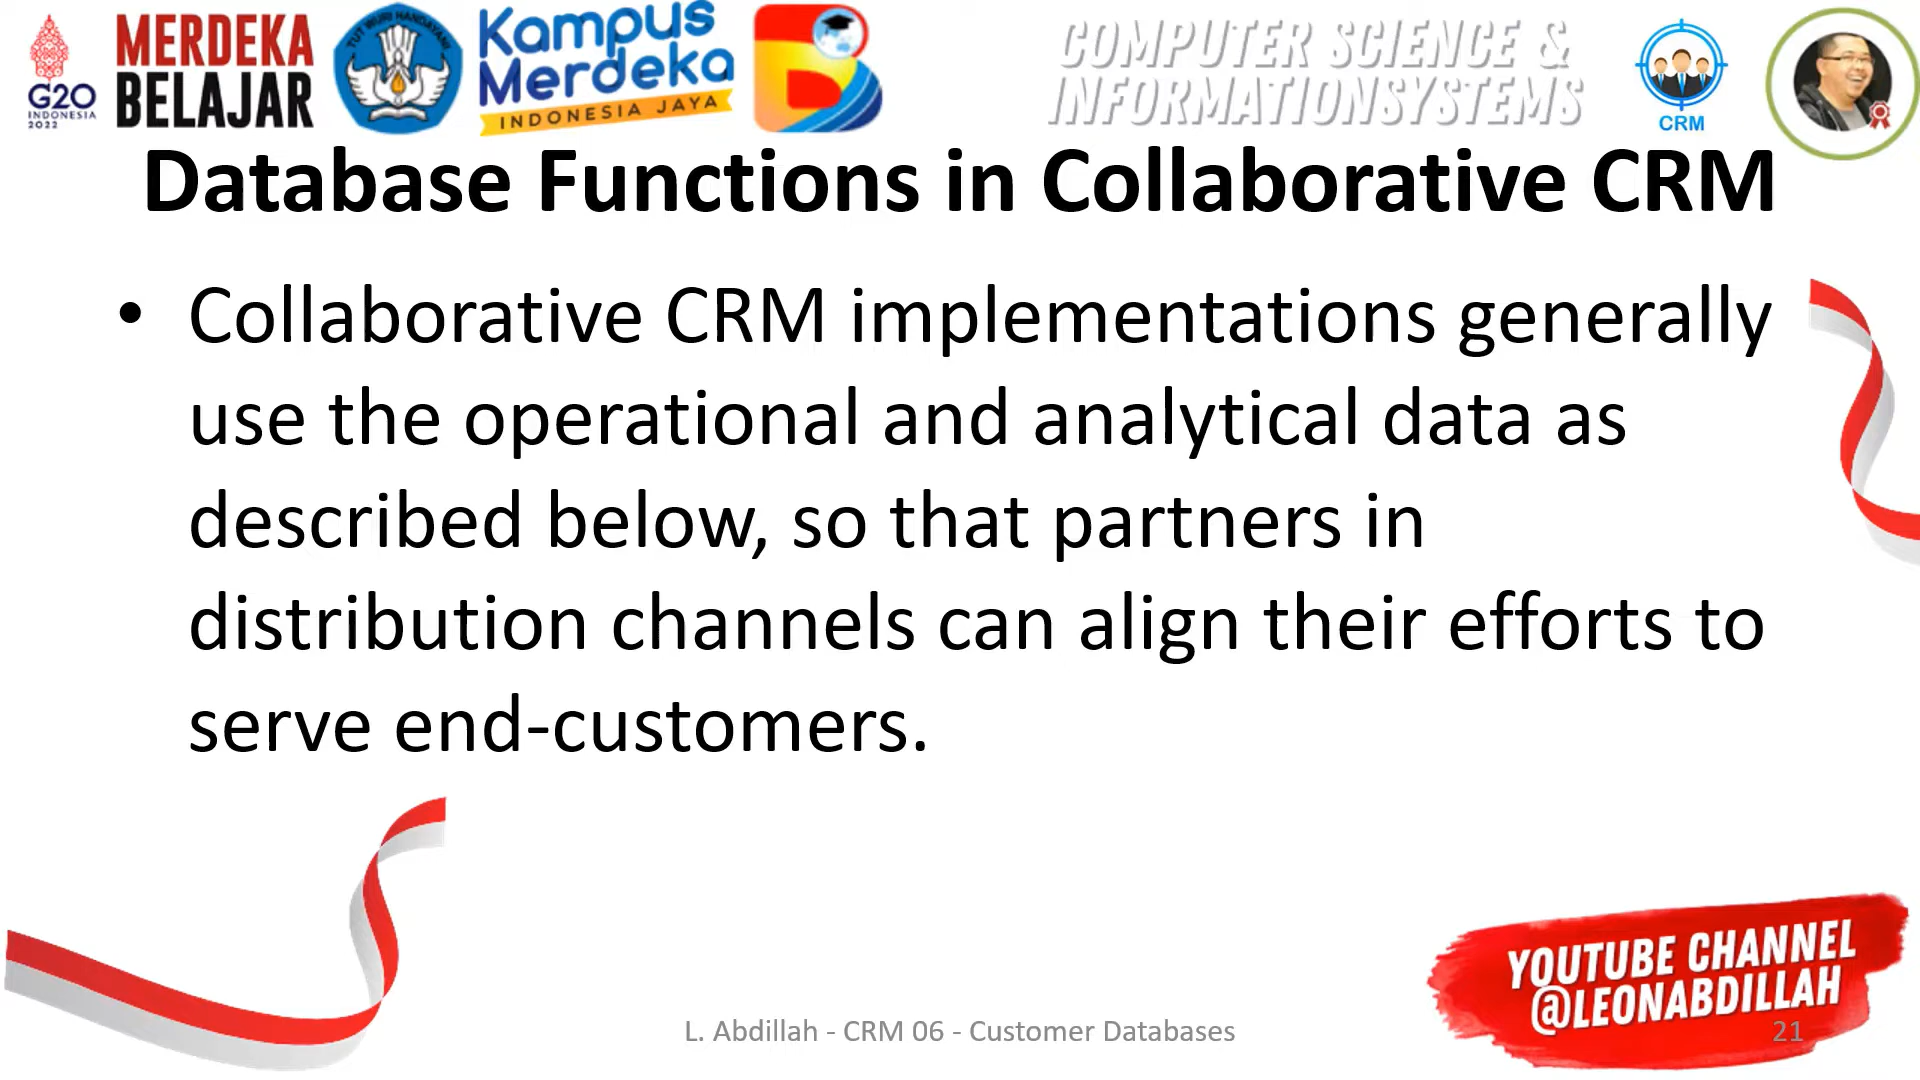 G20
INDONESIA
2022
MERDEKA
BELAJAR
TUT WURI HANDAYANI
Kampus
Merdeka
INDONESIA JAYA
COMPUTER SCIENCE &
INFORMATIONSYSTEMS
CRM
Database Functions in Collaborative CRM
• Collaborative CRM implementations generally
use the operational and analytical data as
described below, so that partners in
distribution channels can align their efforts to
serve end-customers.
YOUTUBE CHANNEL
@LEONABDILLAH
L. Abdillah - CRM 06 - Customer Databases
21